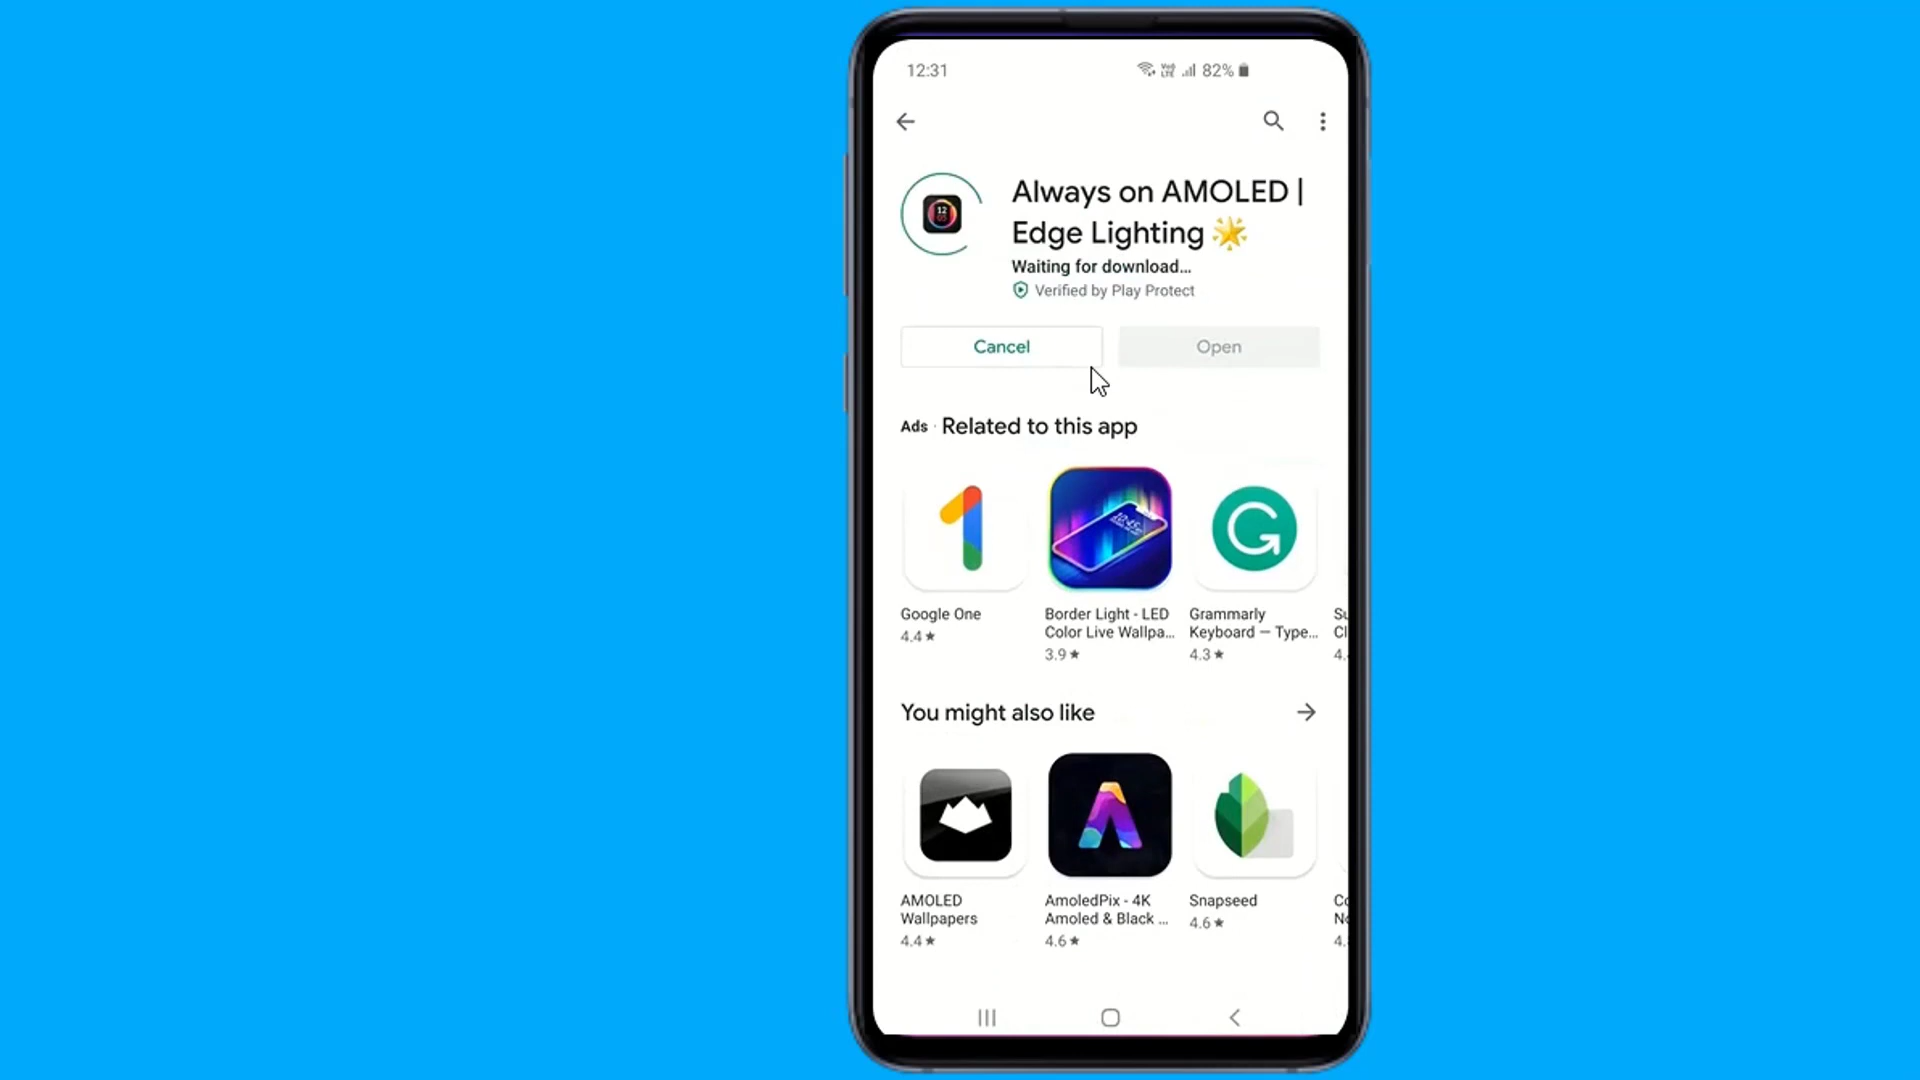 12:31
82%
Always on AMOLED |
Edge Lighting 🌟
Waiting for download...
Verified by Play Protect
Cancel
Open
Ads · Related to this app
Google One
4.4★
Border Light - LED
Color Live Wallpa...
3.9★
Grammarly
Keyboard — Type...
4.3★
You might also like
AMOLED
Wallpapers
4.4★
AmoledPix - 4K
Amoled & Black ...
4.6★
Snapseed
4.6★